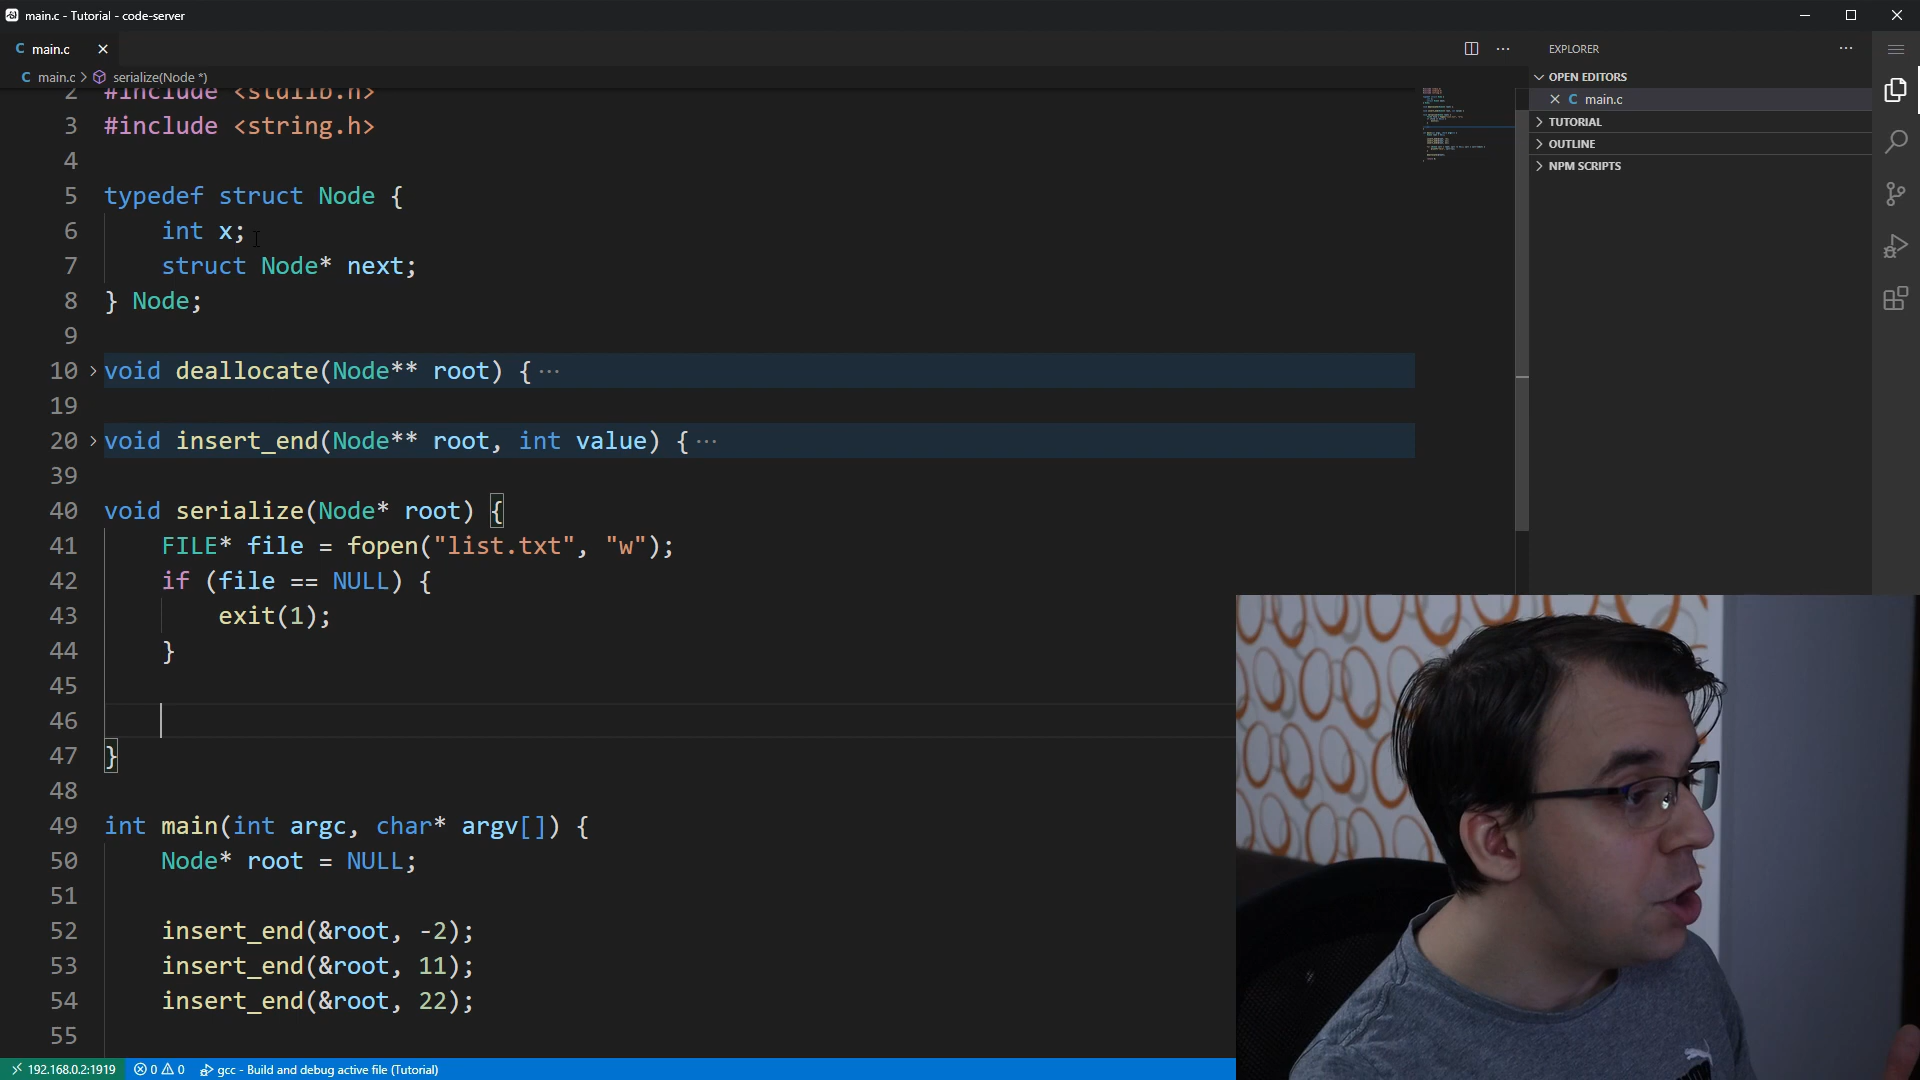 main.c - Tutorial - code-server
main.c
main.c > serialize(Node *)
2 #include <stdlib.h>
3 #include <string.h>
4
5 typedef struct Node {
6 int x;
7 struct Node* next;
8 } Node;
9
10 void deallocate(Node** root) {···
19
20 void insert_end(Node** root, int value) {···
39
40 void serialize(Node* root) {
41 FILE* file = fopen("list.txt", "w");
42 if (file == NULL) {
43 exit(1);
44 }
45
46
47 }
48
49 int main(int argc, char* argv[]) {
50 Node* root = NULL;
51
52 insert_end(&root, -2);
53 insert_end(&root, 11);
54 insert_end(&root, 22);
55
EXPLORER
OPEN EDITORS
C main.c
TUTORIAL
OUTLINE
NPM SCRIPTS
192.168.0.2:1919 0 0 gcc - Build and debug active file (Tutorial)